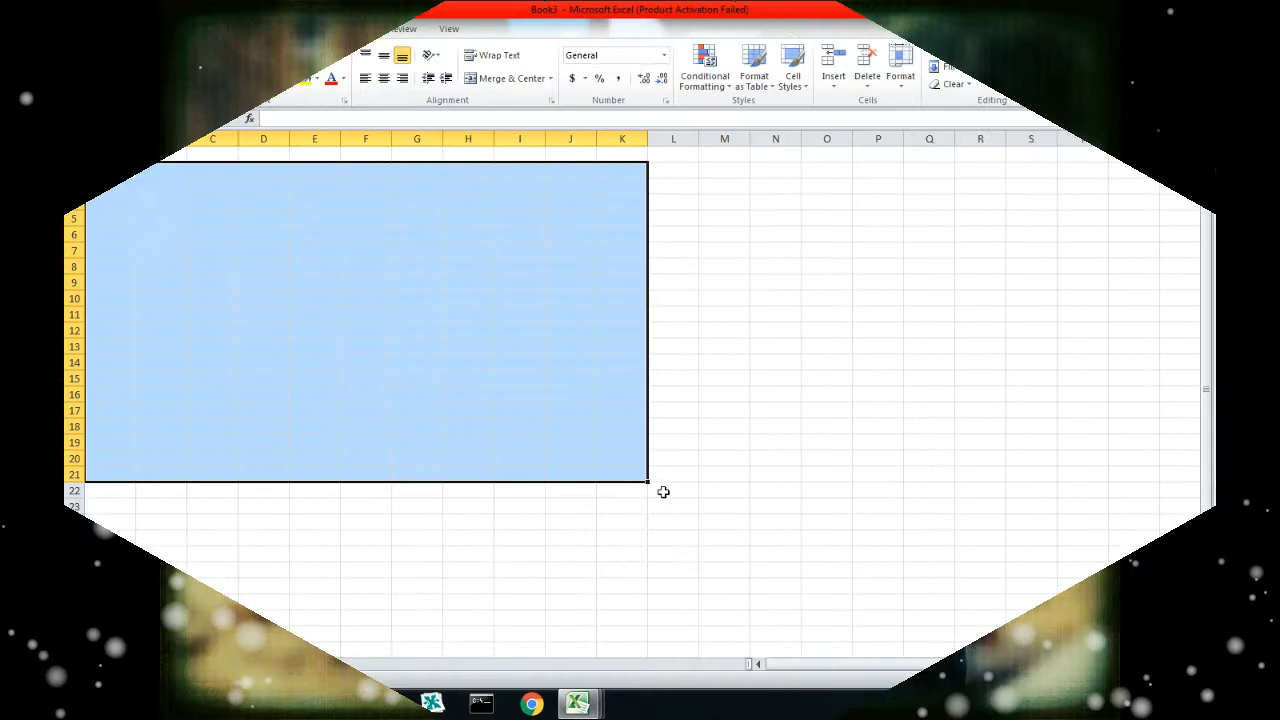 Book3 - Microsoft Excel (Product Activation Failed)
View
Wrap Text
General
Merge & Center
$ % ,
Conditional Formatting
Format as Table
Cell Styles
Insert
Delete
Format
Clear
Alignment
Number
Styles
Cells
Editing
fx
C D E F G H I J K L M N O P Q R S
5
6
7
8
9
10
11
12
13
14
15
16
17
18
19
20
21
22
23